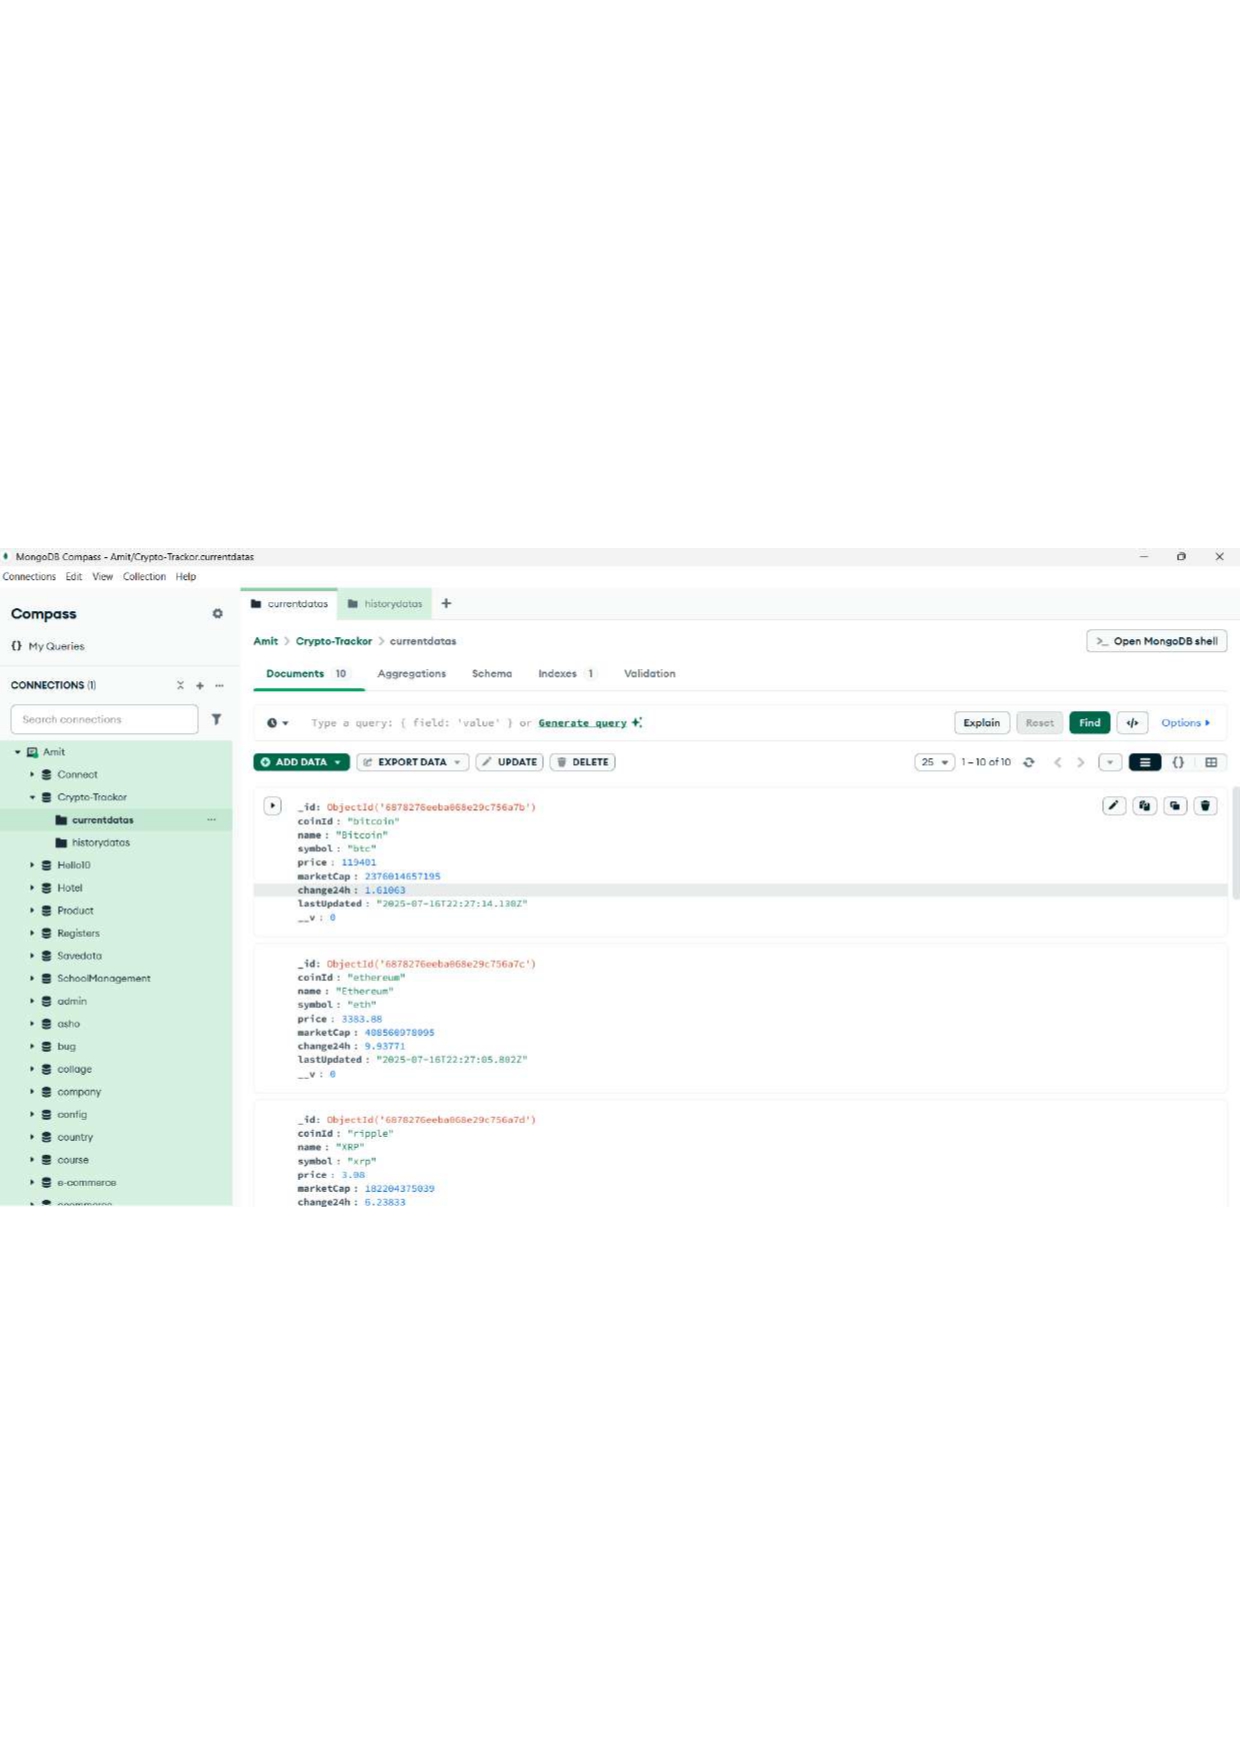 MongoDB Compass - Amit/Crypto-Trackor.currentdatas
Connections Edit View Collection Help
Compass
{} My Queries
CONNECTIONS (1)
Search connections
Amit
Connect
Crypto-Trackor
currentdatas
historydatas
Hello10
Hotel
Product
Registers
Savedata
SchoolManagement
admin
asho
bug
collage
company
config
country
course
e-commerce
ecommerce
currentdatas historydatas +
Amit > Crypto-Trackor > currentdatas
>_ Open MongoDB shell
Documents 10 Aggregations Schema Indexes 1 Validation
Type a query: { field: 'value' } or Generate query
Explain Reset Find </> Options
ADD DATA EXPORT DATA UPDATE DELETE
25 1–10 of 10 {}
_id: ObjectId('6878276eeba068e29c756a7b')
coinId : "bitcoin"
name : "Bitcoin"
symbol : "btc"
price : 119401
marketCap : 2376014657195
change24h : 1.61063
lastUpdated : "2025-07-16T22:27:14.130Z"
__v : 0
_id: ObjectId('6878276eeba068e29c756a7c')
coinId : "ethereum"
name : "Ethereum"
symbol : "eth"
price : 3383.88
marketCap : 408560978095
change24h : 9.93771
lastUpdated : "2025-07-16T22:27:05.802Z"
__v : 0
_id: ObjectId('6878276eeba068e29c756a7d')
coinId : "ripple"
name : "XRP"
symbol : "xrp"
price : 3.08
marketCap : 182204375039
change24h : 6.23833